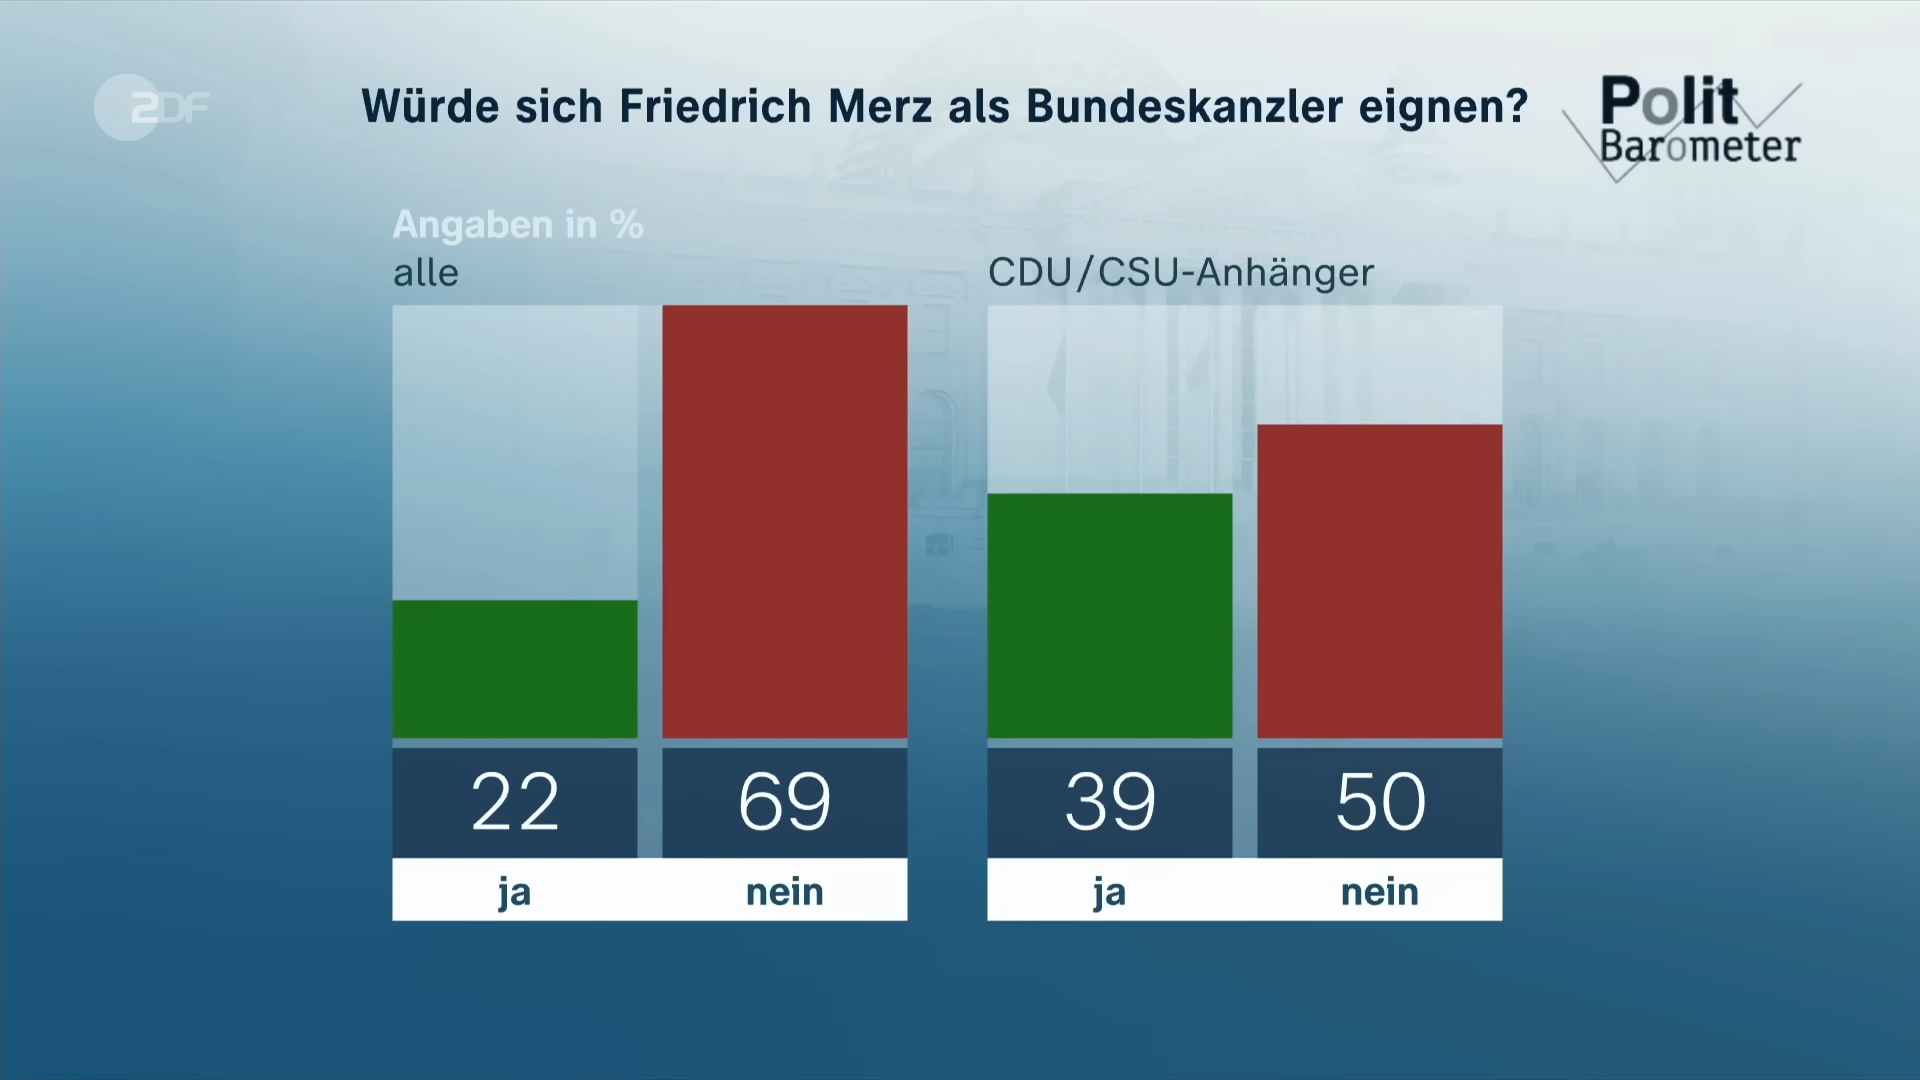 ZDF
Würde sich Friedrich Merz als Bundeskanzler eignen?
Polit
Barometer
Angaben in %
alle
CDU/CSU-Anhänger
22
69
39
50
ja
nein
ja
nein